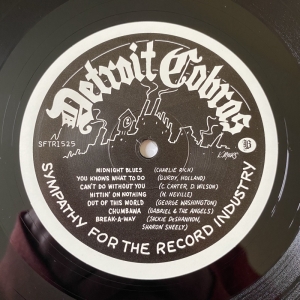 Detroit Cobras
SFTRI525
B
MIDNIGHT BLUES (CHARLIE RICH)
YOU KNOWS WHAT TO DO (DURDY, HOLLAND)
CAN'T DO WITHOUT YOU (C. CARTER, D. WILSON)
HITTIN' ON NOTHING (N. NEVILLE)
OUT OF THIS WORLD (GEORGE WASHINGTON)
CHUMBAWA (GABRIEL & THE ANGELS)
BREAK-A-WAY (JACKIE DeSHANNON,
SHARON SHEELY)
SYMPATHY FOR THE RECORD INDUSTRY